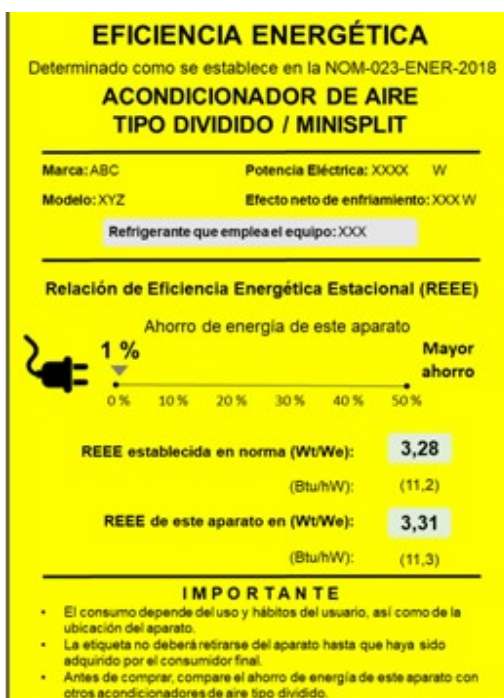 EFICIENCIA ENERGÉTICA
Determinado como se establece en la NOM-023-ENER-2018
ACONDICIONADOR DE AIRE
TIPO DIVIDIDO / MINISPLIT
Marca: ABC Potencia Eléctrica: XXXX W
Modelo: XYZ Efecto neto de enfriamiento: XXX W
Refrigerante que emplea el equipo: XXX
Relación de Eficiencia Energética Estacional (REEE)
Ahorro de energía de este aparato
1 % Mayor
ahorro
0 % 10 % 20 % 30 % 40 % 50 %
REEE establecida en norma (Wt/We): 3,28
(Btu/hW): (11,2)
REEE de este aparato en (Wt/We): 3,31
(Btu/hW): (11,3)
IMPORTANTE
• El consumo depende del uso y hábitos del usuario, así como de la
ubicación del aparato.
• La etiqueta no deberá retirarse del aparato hasta que haya sido
adquirido por el consumidor final.
• Antes de comprar, compare el ahorro de energía de este aparato con
otros acondicionadores de aire tipo dividido.